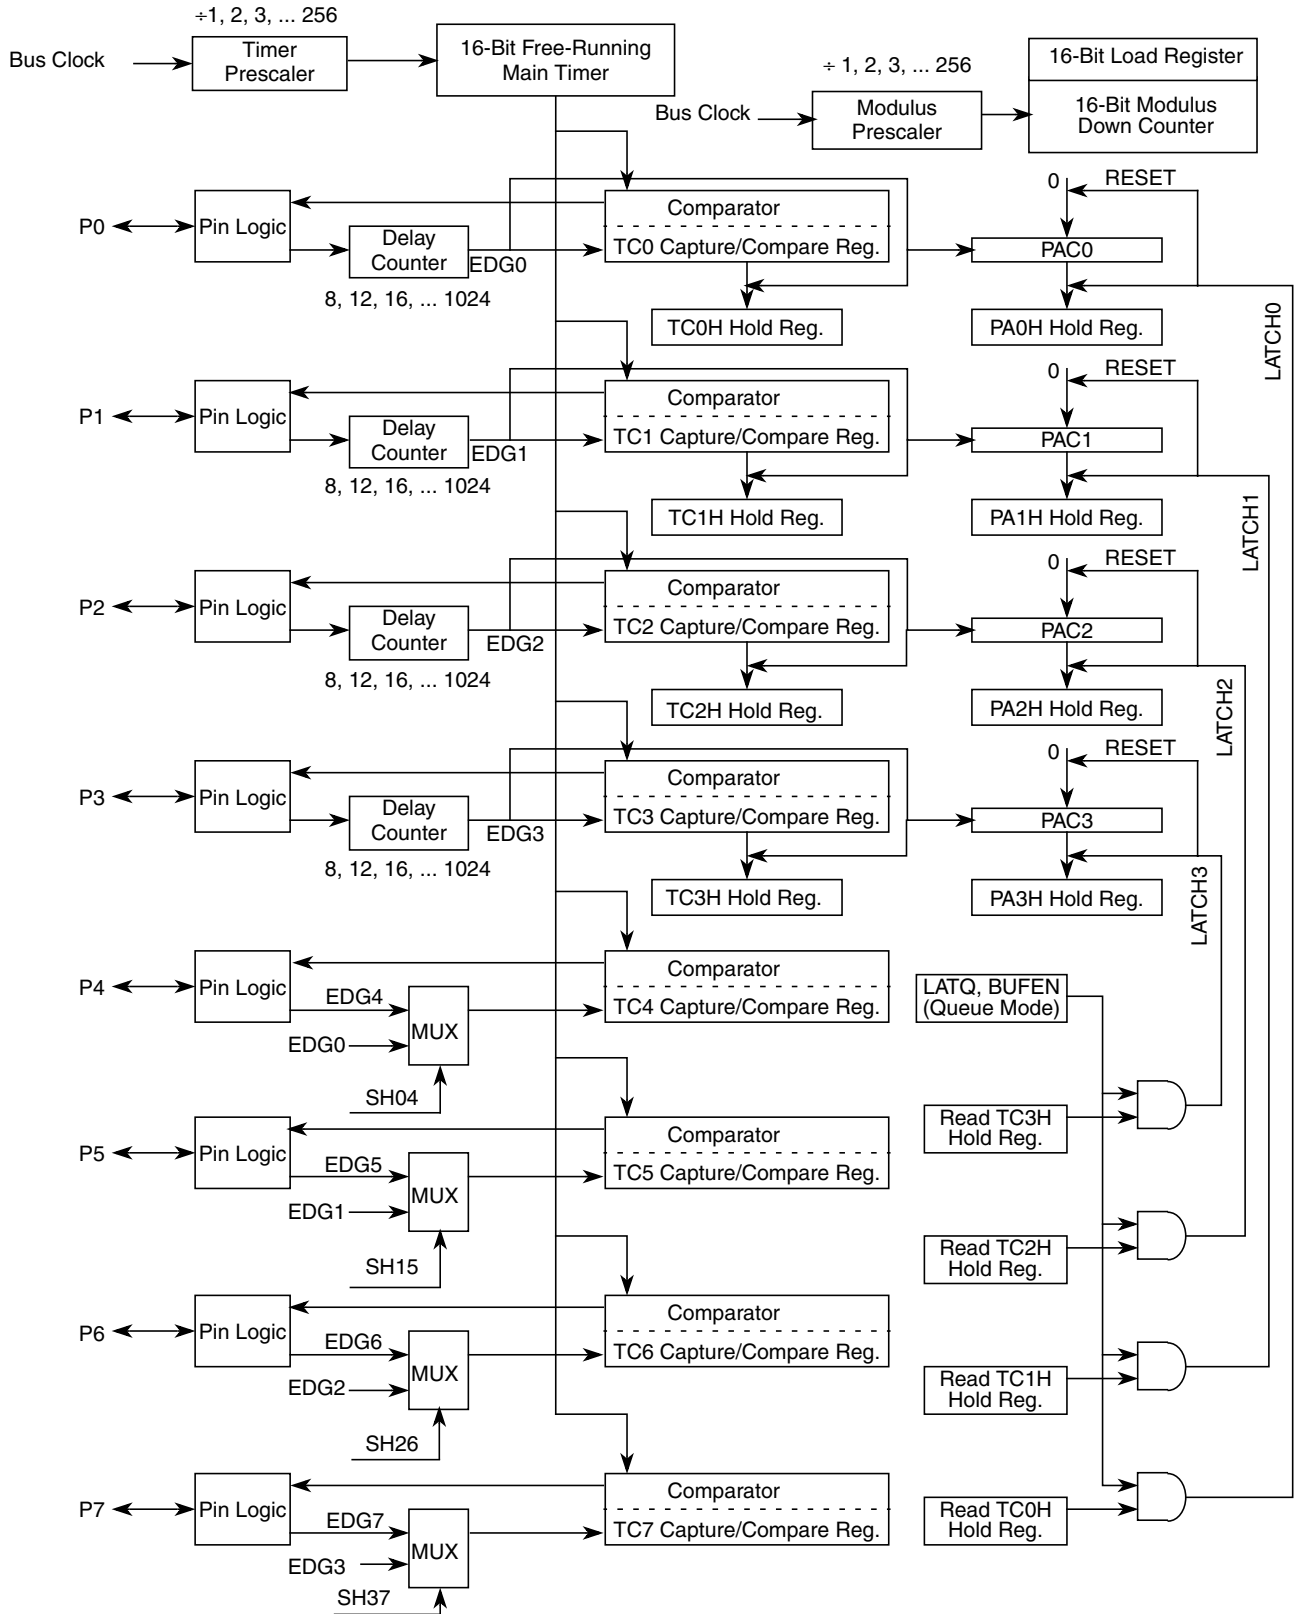 ÷1, 2, 3, ... 256
Bus Clock
Timer
Prescaler
16-Bit Free-Running
Main Timer
÷ 1, 2, 3, ... 256
Bus Clock
Modulus
Prescaler
16-Bit Load Register
16-Bit Modulus
Down Counter
P0
Pin Logic
Delay
Counter
8, 12, 16, ... 1024
EDG0
Comparator
TC0 Capture/Compare Reg.
TC0H Hold Reg.
0
RESET
PAC0
PA0H Hold Reg.
LATCH0
P1
Pin Logic
Delay
Counter
8, 12, 16, ... 1024
EDG1
Comparator
TC1 Capture/Compare Reg.
TC1H Hold Reg.
0
RESET
PAC1
PA1H Hold Reg.
LATCH1
P2
Pin Logic
Delay
Counter
8, 12, 16, ... 1024
EDG2
Comparator
TC2 Capture/Compare Reg.
TC2H Hold Reg.
0
RESET
PAC2
PA2H Hold Reg.
LATCH2
P3
Pin Logic
Delay
Counter
8, 12, 16, ... 1024
EDG3
Comparator
TC3 Capture/Compare Reg.
TC3H Hold Reg.
0
RESET
PAC3
PA3H Hold Reg.
LATCH3
P4
Pin Logic
EDG4
EDG0
MUX
SH04
Comparator
TC4 Capture/Compare Reg.
LATQ, BUFEN
(Queue Mode)
Read TC3H
Hold Reg.
P5
Pin Logic
EDG5
EDG1
MUX
SH15
Comparator
TC5 Capture/Compare Reg.
Read TC2H
Hold Reg.
P6
Pin Logic
EDG6
EDG2
MUX
SH26
Comparator
TC6 Capture/Compare Reg.
Read TC1H
Hold Reg.
P7
Pin Logic
EDG7
EDG3
MUX
SH37
Comparator
TC7 Capture/Compare Reg.
Read TC0H
Hold Reg.